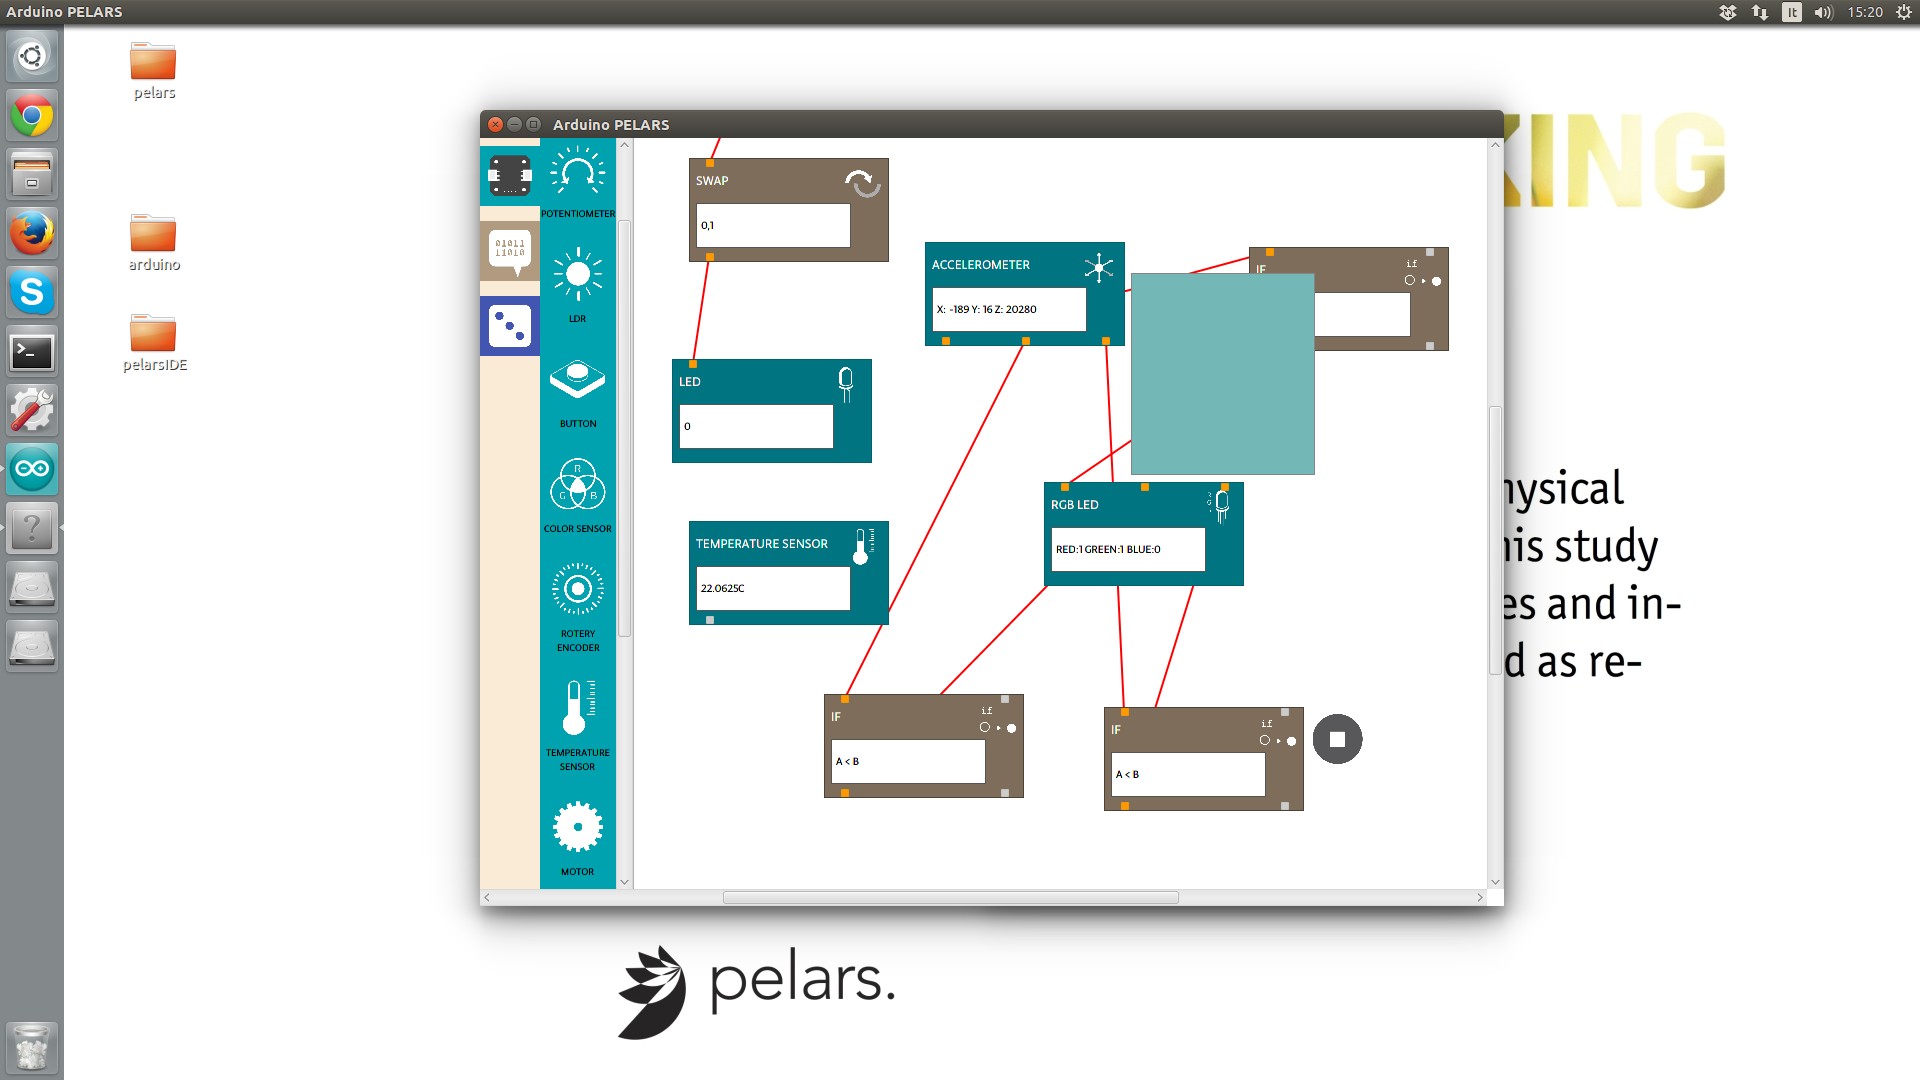 Arduino PELARS
It
15:20
pelars
arduino
pelarsIDE
KING
hysical
his study
es and in-
d as re-
Arduino PELARS
01011
11010
POTENTIOMETER
LDR
BUTTON
R
G B
COLOR SENSOR
ROTERY
ENCODER
TEMPERATURE
SENSOR
MOTOR
SWAP
0,1
LED
0
TEMPERATURE SENSOR
22.0625C
ACCELEROMETER
X: -189 Y: 16 Z: 20280
IF
if
RGB LED
RED:1 GREEN:1 BLUE:0
IF
if
A < B
IF
if
A < B
pelars.